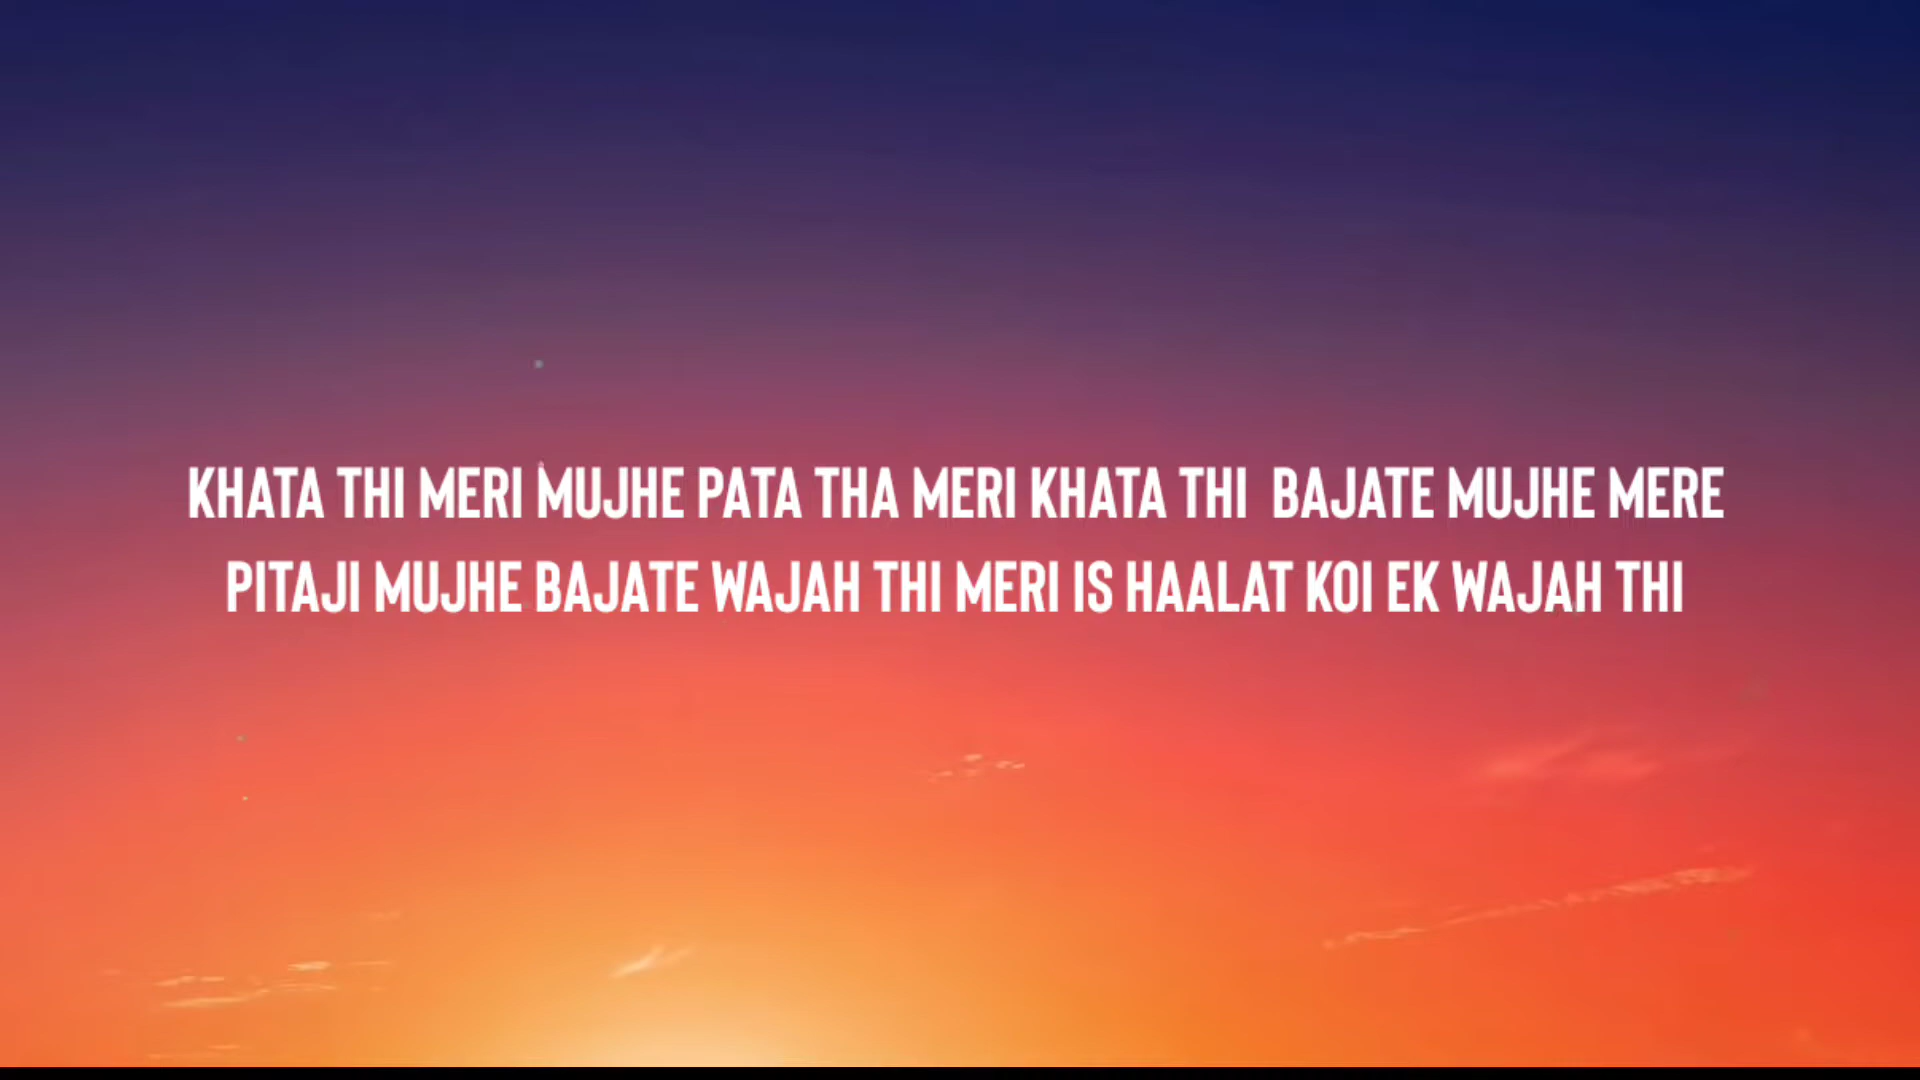 KHATA THI MERI MUJHE PATA THA MERI KHATA THI  BAJATE MUJHE MERE
PITAJI MUJHE BAJATE WAJAH THI MERI IS HAALAT KOI EK WAJAH THI